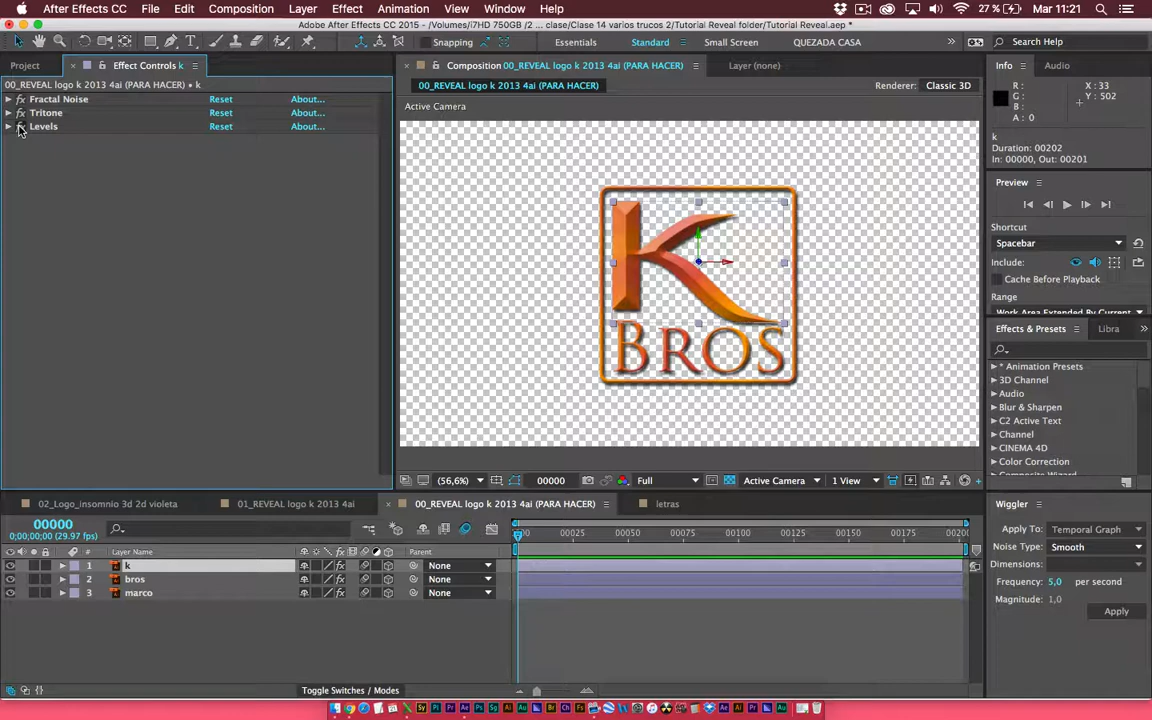 After Effects CC File Edit Composition Layer Effect Animation View Window Help 27 % Mar 11:21
Adobe After Effects CC 2015 - /Volumes/i7HD 750GB /2 ... clase/Clase 14 varios trucos 2/Tutorial Reveal folder/Tutorial Reveal.aep *
Snapping Essentials Standard Small Screen QUEZADA CASA Search Help
Project Effect Controls k Composition 00_REVEAL logo k 2013 4ai (PARA HACER) Layer (none) Info Audio
00_REVEAL logo k 2013 4ai (PARA HACER) • k 00_REVEAL logo k 2013 4ai (PARA HACER) Renderer: Classic 3D
Fractal Noise Reset About...
Tritone Reset About...
Levels Reset About...
Active Camera
R : X : 33
G : Y : 502
B :
A : 0
k
Duration: 00202
In: 00000, Out: 00201
Preview
Shortcut
Spacebar
Include:
Cache Before Playback
Range
Work Area Extended By Current ...
K
BROS
Effects & Presets Libra
* Animation Presets
3D Channel
Audio
Blur & Sharpen
C2 Active Text
Channel
CINEMA 4D
Color Correction
(56,6%) 00000 Full Active Camera 1 View
02_Logo_Insomnio 3d 2d violeta 01_REVEAL logo k 2013 4ai 00_REVEAL logo k 2013 4ai (PARA HACER) letras
00000
0;00;00;00 (29.97 fps)
00025 00050 00075 00100 00125 00150 00175
# Layer Name Parent
1 k None
2 bros None
3 marco None
Toggle Switches / Modes
Wiggler
Apply To: Temporal Graph
Noise Type: Smooth
Dimensions:
Frequency: 5,0 per second
Magnitude: 1,0
Apply